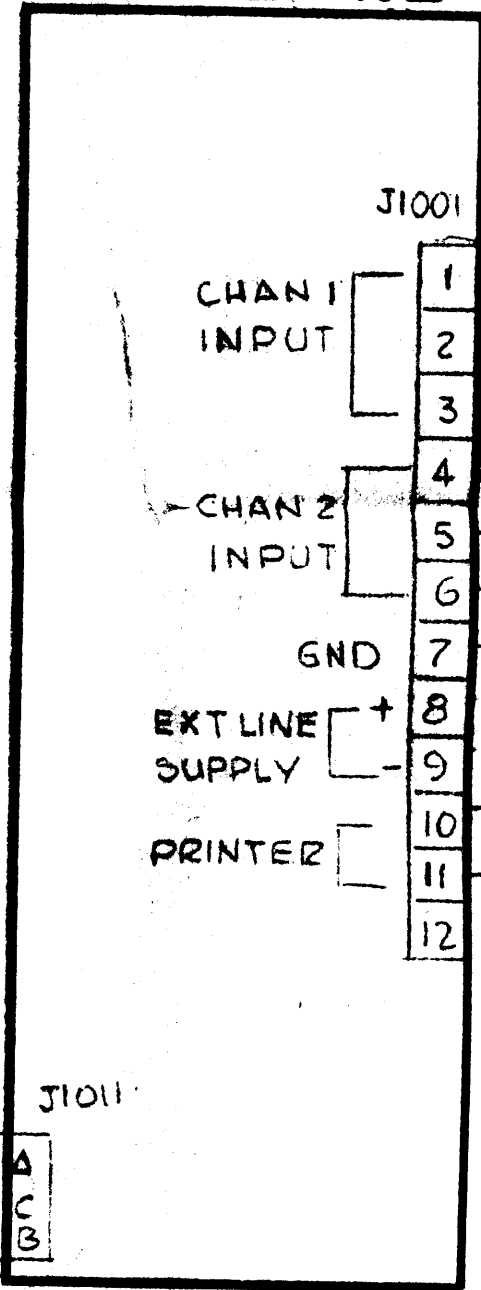 J1001
CHAN 1
INPUT
1
2
3
CHAN 2
INPUT
4
5
6
GND 7
EXT LINE + 8
SUPPLY - 9
PRINTER
10
11
12
J1011
A
C
B